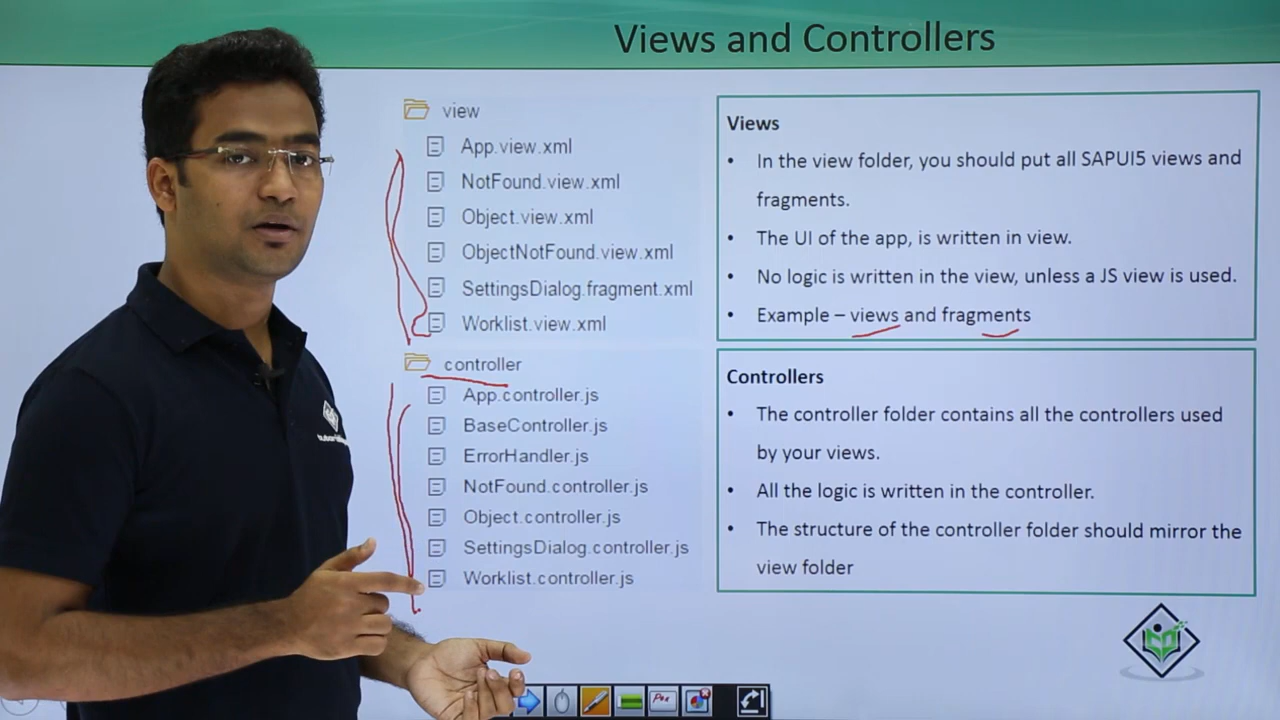 Views and Controllers
view
App.view.xml
NotFound.view.xml
Object.view.xml
ObjectNotFound.view.xml
SettingsDialog.fragment.xml
Worklist.view.xml
controller
App.controller.js
BaseController.js
ErrorHandler.js
NotFound.controller.js
Object.controller.js
SettingsDialog.controller.js
Worklist.controller.js
Views
• In the view folder, you should put all SAPUI5 views and
fragments.
• The UI of the app, is written in view.
• No logic is written in the view, unless a JS view is used.
• Example – views and fragments
Controllers
• The controller folder contains all the controllers used
by your views.
• All the logic is written in the controller.
• The structure of the controller folder should mirror the
view folder